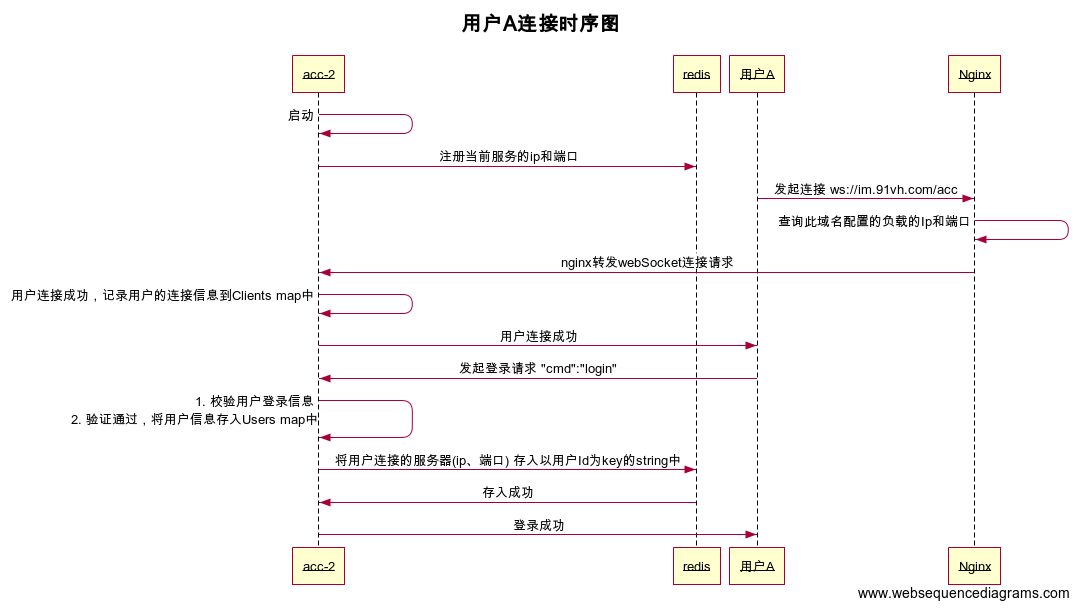 用户A连接时序图
acc-2
redis
用户A
Nginx
启动
注册当前服务的ip和端口
发起连接 ws://im.91vh.com/acc
查询此域名配置的负载的Ip和端口
nginx转发webSocket连接请求
用户连接成功，记录用户的连接信息到Clients map中
用户连接成功
发起登录请求 "cmd":"login"
1. 校验用户登录信息
2. 验证通过，将用户信息存入Users map中
将用户连接的服务器(ip、端口) 存入以用户Id为key的string中
存入成功
登录成功
acc-2
redis
用户A
Nginx
www.websequencediagrams.com